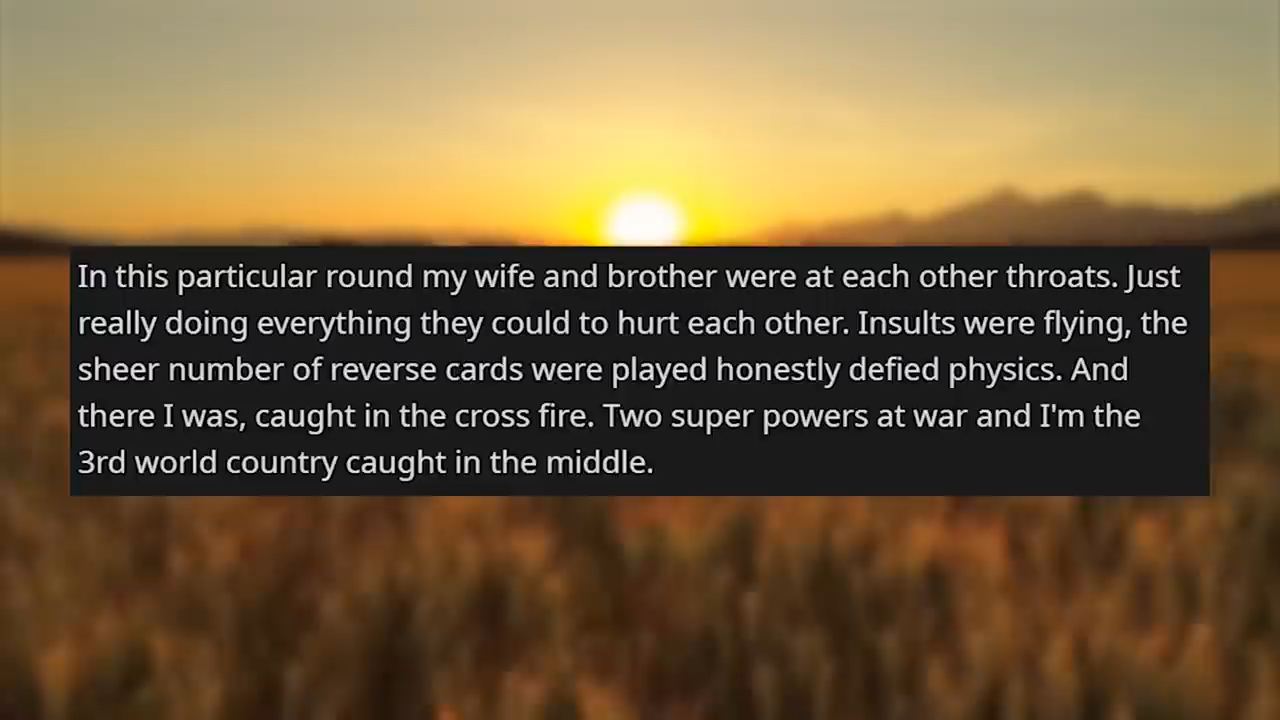 In this particular round my wife and brother were at each other throats. Just
really doing everything they could to hurt each other. Insults were flying, the
sheer number of reverse cards were played honestly defied physics. And
there I was, caught in the cross fire. Two super powers at war and I'm the
3rd world country caught in the middle.